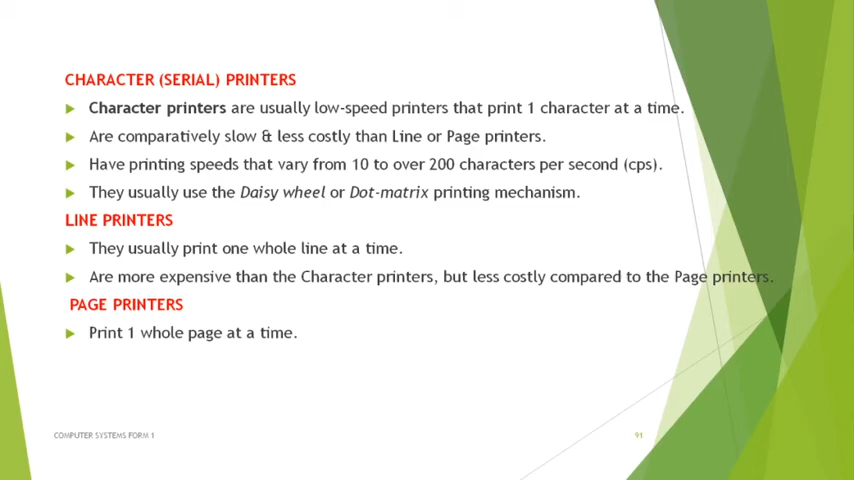 CHARACTER (SERIAL) PRINTERS
Character printers are usually low-speed printers that print 1 character at a time.
Are comparatively slow & less costly than Line or Page printers.
Have printing speeds that vary from 10 to over 200 characters per second (cps).
They usually use the Daisy wheel or Dot-matrix printing mechanism.
LINE PRINTERS
They usually print one whole line at a time.
Are more expensive than the Character printers, but less costly compared to the Page printers.
PAGE PRINTERS
Print 1 whole page at a time.
COMPUTER SYSTEMS FORM 1
91